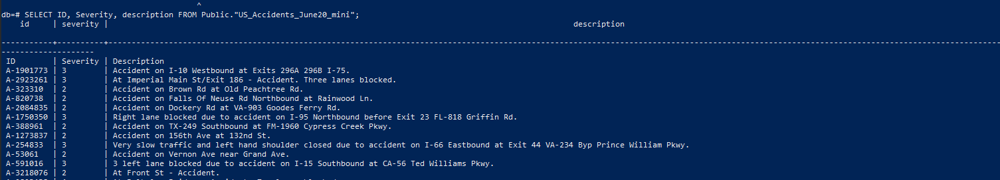 ^
db=# SELECT ID, Severity, description FROM Public."US_Accidents_June20_mini";
id | severity | description
-----------+----------+--------------------------------------------------------------------------------------------------------------------------------------------------------------------------------------------------
-------------------
ID | Severity | Description
A-1901773 | 3 | Accident on I-10 Westbound at Exits 296A 296B I-75.
A-2923261 | 3 | At Imperial Main St/Exit 186 - Accident. Three lanes blocked.
A-323310 | 2 | Accident on Brown Rd at Old Peachtree Rd.
A-820738 | 2 | Accident on Falls Of Neuse Rd Northbound at Rainwood Ln.
A-2084835 | 2 | Accident on Dockery Rd at VA-903 Goodes Ferry Rd.
A-1750350 | 3 | Right lane blocked due to accident on I-95 Northbound before Exit 23 FL-818 Griffin Rd.
A-388961 | 2 | Accident on TX-249 Southbound at FM-1960 Cypress Creek Pkwy.
A-1273837 | 2 | Accident on 156th Ave at 132nd St.
A-254833 | 3 | Very slow traffic and left hand shoulder closed due to accident on I-66 Eastbound at Exit 44 VA-234 Byp Prince William Pkwy.
A-53061 | 2 | Accident on Vernon Ave near Grand Ave.
A-591016 | 3 | 3 left lane blocked due to accident on I-15 Southbound at CA-56 Ted Williams Pkwy.
A-3218076 | 2 | At Front St - Accident.